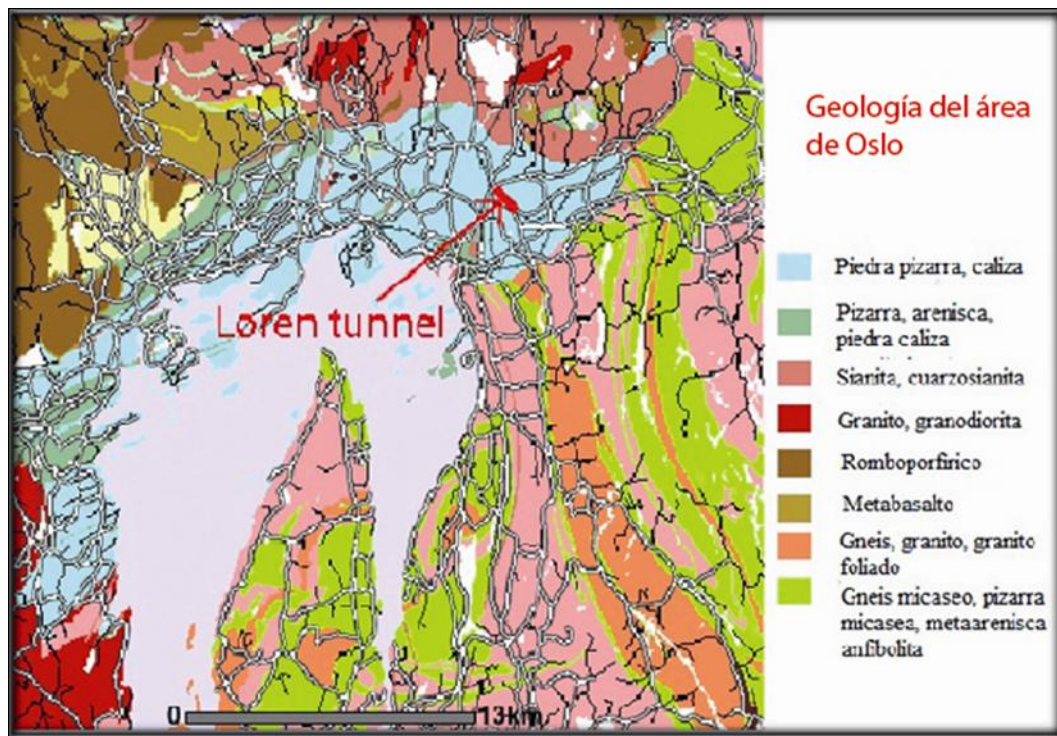 Geología del área
de Oslo
Løren tunnel
Piedra pizarra, caliza
Pizarra, arenisca,
piedra caliza
Sianita, cuarzosianita
Granito, granodiorita
Romboporfirico
Metabasalto
Gneis, granito, granito
foliado
Gneis micaseo, pizarra
micasea, metaarenisca
anfibolita
0 13km